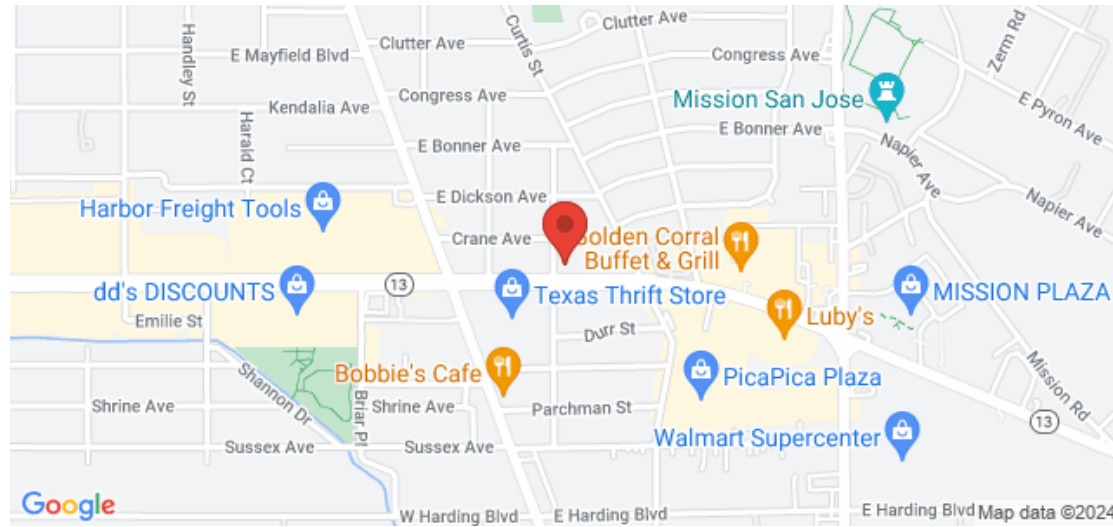 Clutter Ave
Clutter Ave
Curtis St
Handley St
E Mayfield Blvd
Congress Ave
Zerm Rd
Congress Ave
Kendalia Ave
Mission San Jose
E Pyron Ave
Harald Ct
E Bonner Ave
E Bonner Ave
Napier Ave
E Dickson Ave
Napier Ave
Harbor Freight Tools
Crane Ave
Golden Corral
Buffet & Grill
13
dd's DISCOUNTS
Texas Thrift Store
MISSION PLAZA
Emilie St
Luby's
Durr St
Bobbie's Cafe
PicaPica Plaza
Mission Rd
Shannon Dr
Briar Pl
Shrine Ave
Shrine Ave
Parchman St
13
Walmart Supercenter
Sussex Ave
Sussex Ave
Google
W Harding Blvd
E Harding Blvd
E Harding Blvd
Map data ©2024